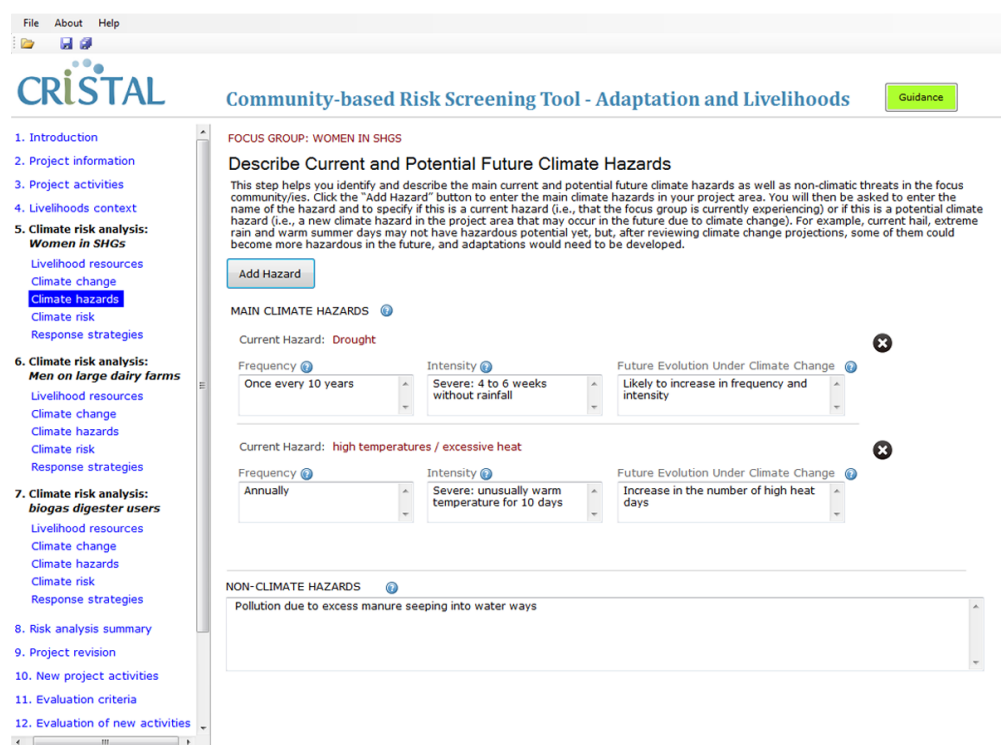 File About Help
CRiSTAL
Community-based Risk Screening Tool - Adaptation and Livelihoods
Guidance
1. Introduction
2. Project information
3. Project activities
4. Livelihoods context
5. Climate risk analysis:
Women in SHGs
Livelihood resources
Climate change
Climate hazards
Climate risk
Response strategies
6. Climate risk analysis:
Men on large dairy farms
Livelihood resources
Climate change
Climate hazards
Climate risk
Response strategies
7. Climate risk analysis:
biogas digester users
Livelihood resources
Climate change
Climate hazards
Climate risk
Response strategies
8. Risk analysis summary
9. Project revision
10. New project activities
11. Evaluation criteria
12. Evaluation of new activities
FOCUS GROUP: WOMEN IN SHGS
Describe Current and Potential Future Climate Hazards
This step helps you identify and describe the main current and potential future climate hazards as well as non-climatic threats in the focus
community/ies. Click the "Add Hazard" button to enter the main climate hazards in your project area. You will then be asked to enter the
name of the hazard and to specify if this is a current hazard (i.e., that the focus group is currently experiencing) or if this is a potential climate
hazard (i.e., a new climate hazard in the project area that may occur in the future due to climate change). For example, current hail, extreme
rain and warm summer days may not have hazardous potential yet, but, after reviewing climate change projections, some of them could
become more hazardous in the future, and adaptations would need to be developed.
Add Hazard
MAIN CLIMATE HAZARDS ?
Current Hazard: Drought
Frequency ? Intensity ? Future Evolution Under Climate Change ?
Once every 10 years
Severe: 4 to 6 weeks
without rainfall
Likely to increase in frequency and
intensity
Current Hazard: high temperatures / excessive heat
Frequency ? Intensity ? Future Evolution Under Climate Change ?
Annually
Severe: unusually warm
temperature for 10 days
Increase in the number of high heat
days
NON-CLIMATE HAZARDS ?
Pollution due to excess manure seeping into water ways